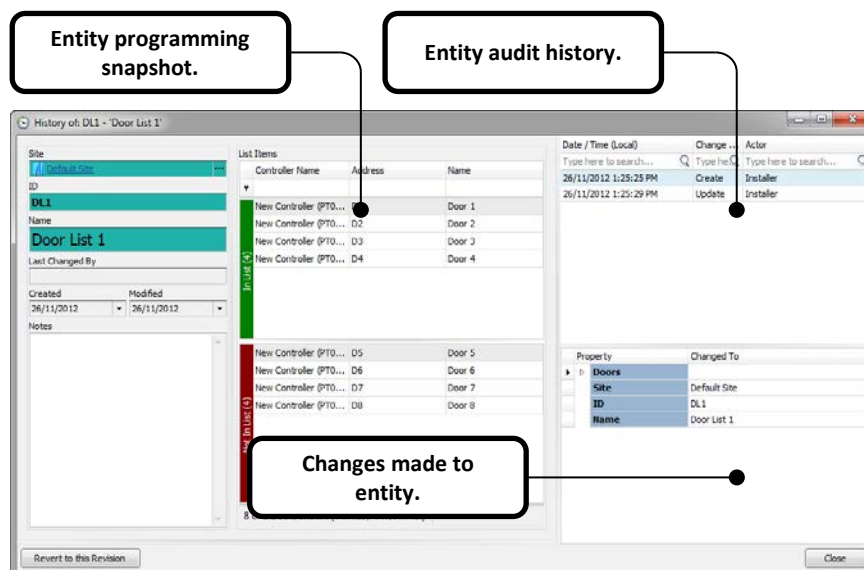 Entity programming
snapshot.
Entity audit history.
History of: DL1 - 'Door List 1'
Site
Default Site
ID
DL1
Name
Door List 1
Last Changed By
Created Modified
26/11/2012 26/11/2012
Notes
List Items
Controller Name Address Name
New Controller (PT0... Door 1
New Controller (PT0... D2 Door 2
New Controller (PT0... D3 Door 3
New Controller (PT0... D4 Door 4
In List (4)
New Controller (PT0... D5 Door 5
New Controller (PT0... D6 Door 6
New Controller (PT0... D7 Door 7
New Controller (PT0... D8 Door 8
In List (4)
8
Date / Time (Local) Change ... Actor
Type here to search... Type he Type here to search...
26/11/2012 1:25:25 PM Create Installer
26/11/2012 1:25:29 PM Update Installer
Property Changed To
Doors
Site Default Site
ID DL1
Name Door List 1
Changes made to
entity.
Revert to this Revision
Close